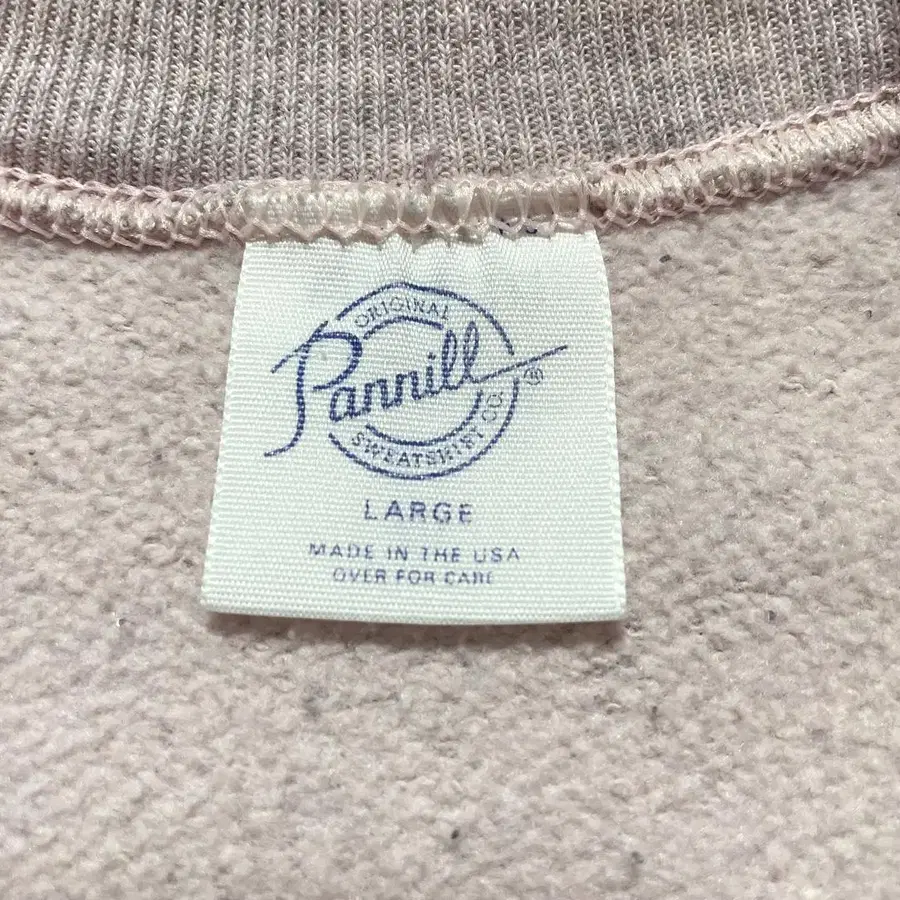 ORIGINAL
Pannill ®
SWEATSHIRT CO.
LARGE
MADE IN THE USA
OVER FOR CARE